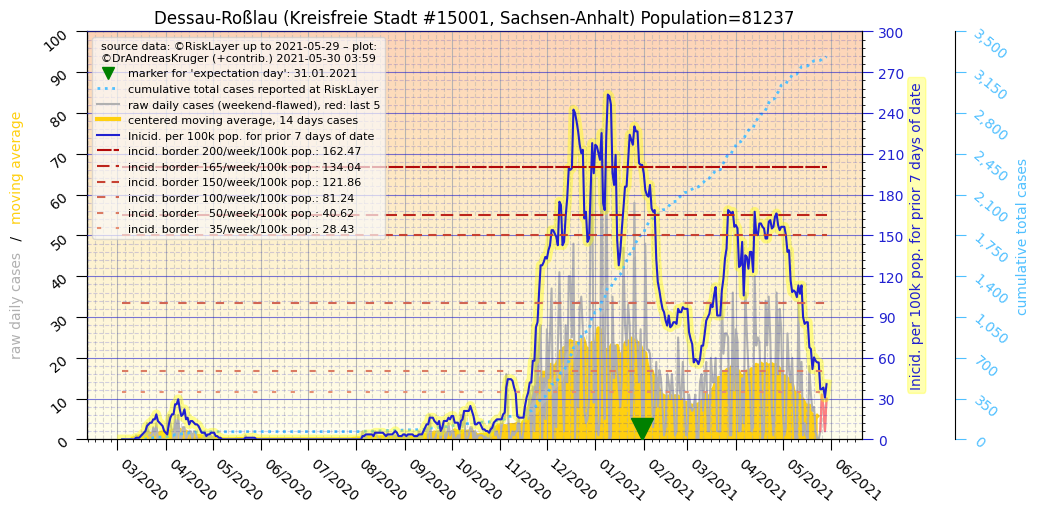 Dessau-Roßlau (Kreisfreie Stadt #15001, Sachsen-Anhalt) Population=81237
source data: ©RiskLayer up to 2021-05-29 – plot:
©DrAndreasKruger (+contrib.) 2021-05-30 03:59
marker for 'expectation day': 31.01.2021
cumulative total cases reported at RiskLayer
raw daily cases (weekend-flawed), red: last 5
centered moving average, 14 days cases
Inicid. per 100k pop. for prior 7 days of date
incid. border 200/week/100k pop.: 162.47
incid. border 165/week/100k pop.: 134.04
incid. border 150/week/100k pop.: 121.86
incid. border 100/week/100k pop.: 81.24
incid. border   50/week/100k pop.: 40.62
incid. border   35/week/100k pop.: 28.43
raw daily cases   /   moving average
100
90
80
70
60
50
40
30
20
10
0
300
270
240
210
180
150
120
90
60
30
0
Inicid. per 100k pop. for prior 7 days of date
3,500
3,150
2,800
2,450
2,100
1,750
1,400
1,050
700
350
0
cumulative total cases
03/2020
04/2020
05/2020
06/2020
07/2020
08/2020
09/2020
10/2020
11/2020
12/2020
01/2021
02/2021
03/2021
04/2021
05/2021
06/2021